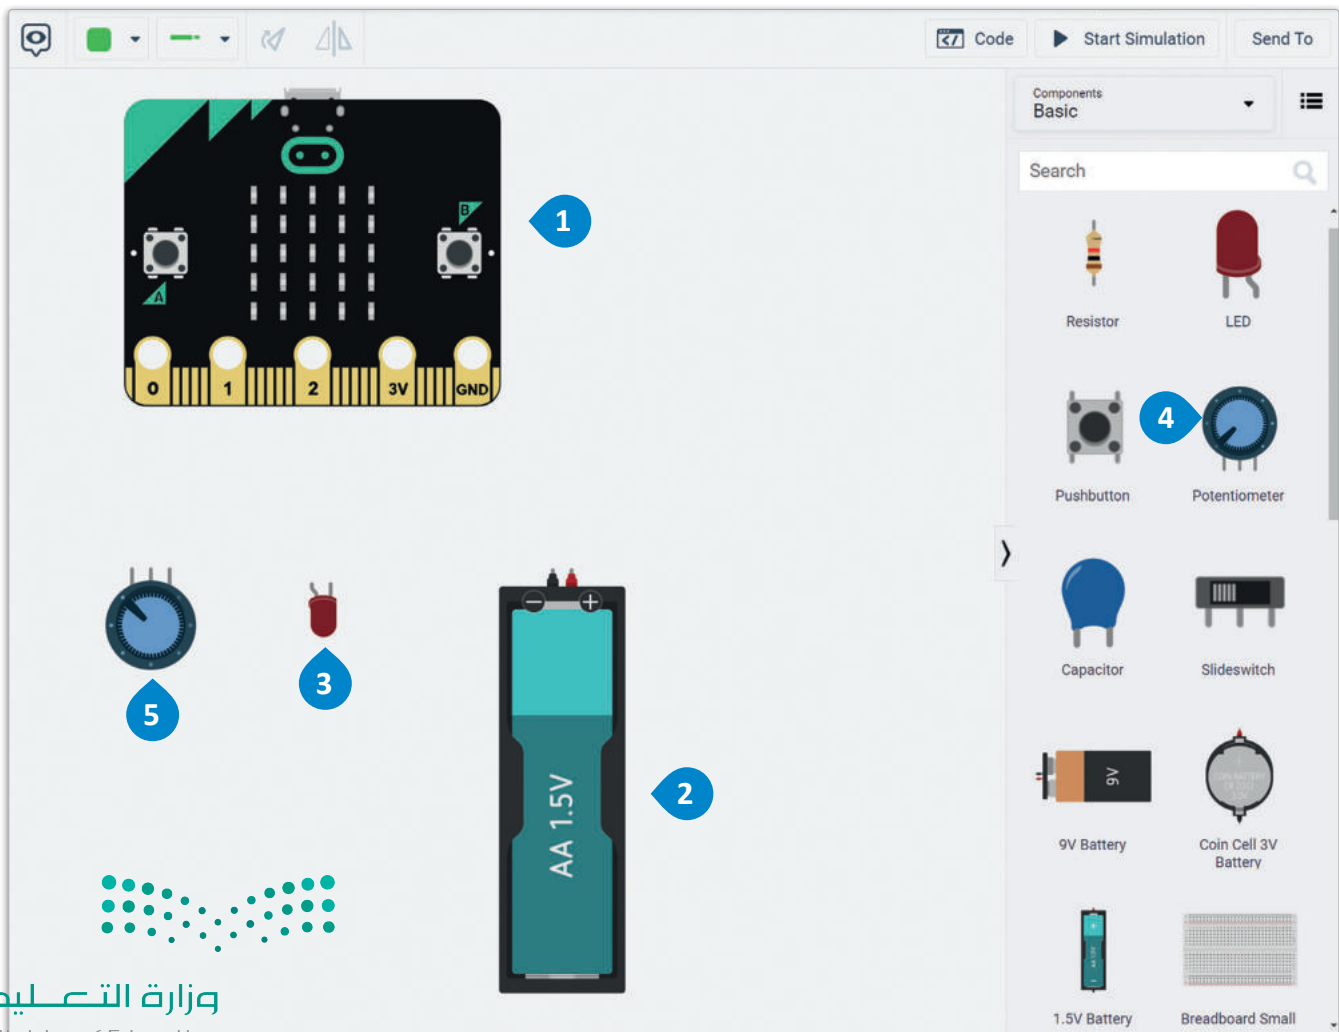 Code
Start Simulation
Send To
Components
Basic
Search
B
1
A
0
1
2
3V
GND
Resistor
LED
4
Pushbutton
Potentiometer
5
3
AA 1.5V
2
Capacitor
Slideswitch
9V
9V Battery
Coin Cell 3V
Battery
1.5V Battery
Breadboard Small
وزارة